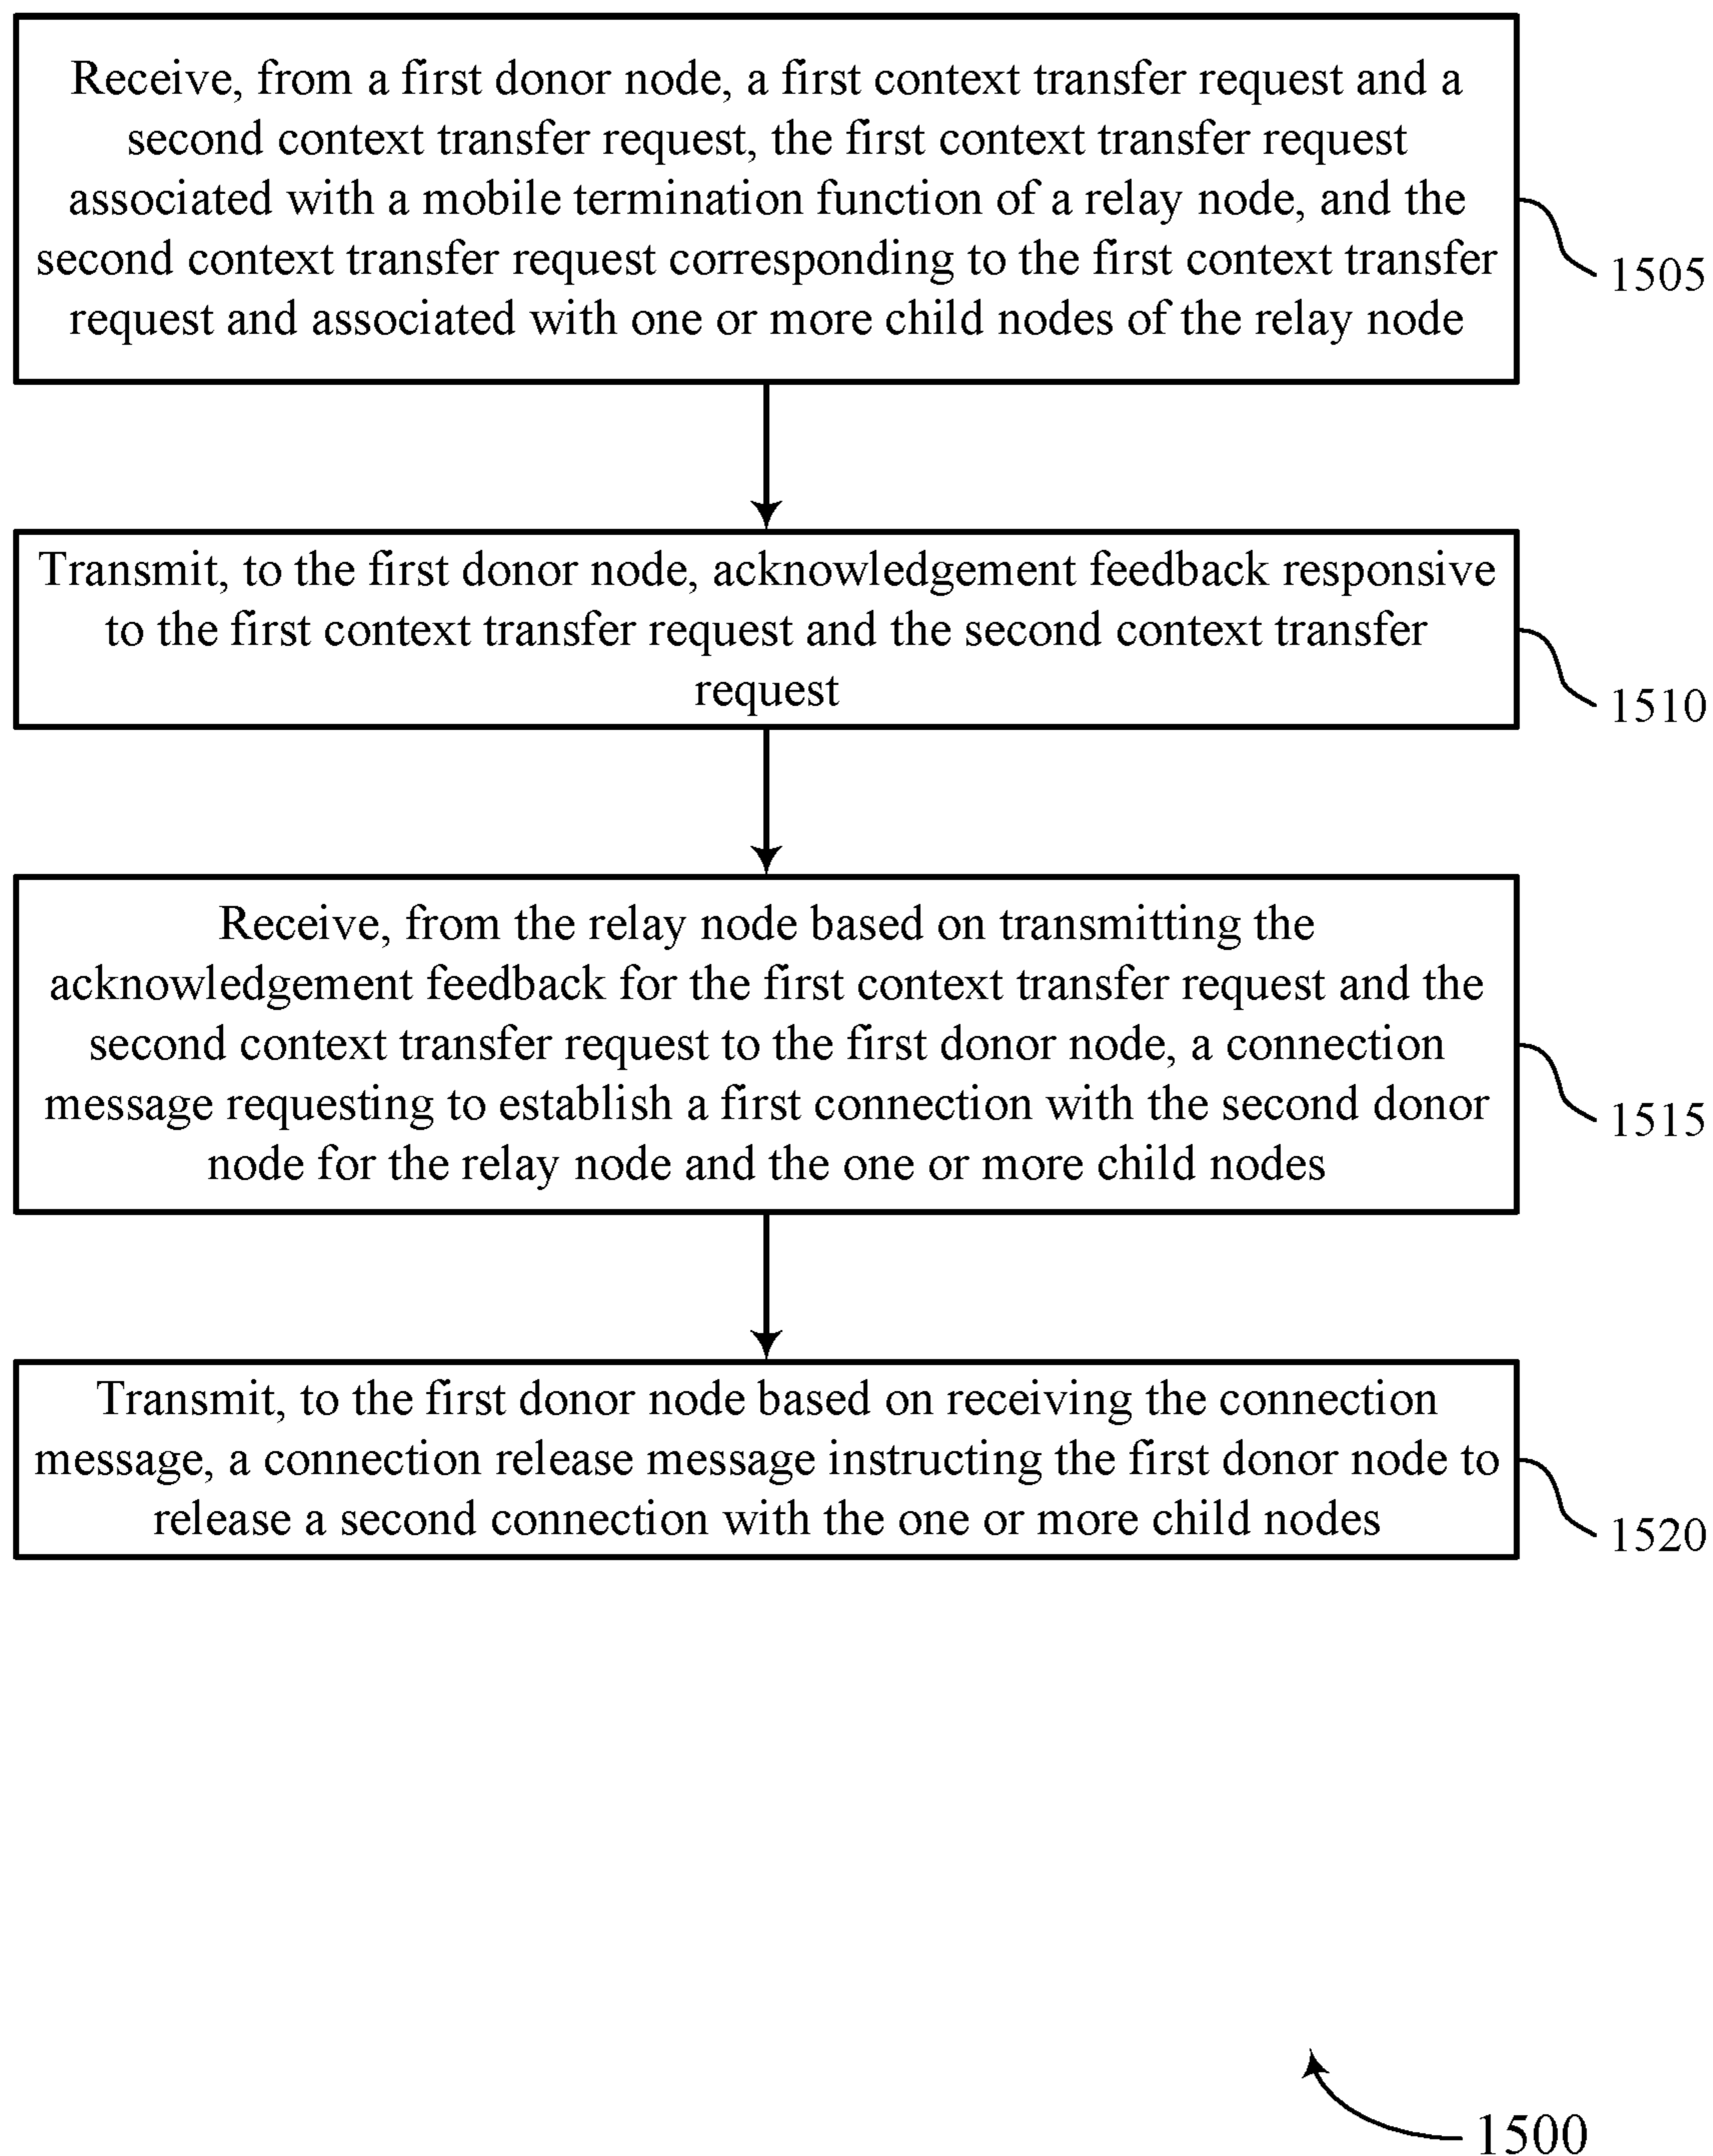 Receive, from a first donor node, a first context transfer request and a
second context transfer request, the first context transfer request
associated with a mobile termination function of a relay node, and the
second context transfer request corresponding to the first context transfer
request and associated with one or more child nodes of the relay node
1505
Transmit, to the first donor node, acknowledgement feedback responsive
to the first context transfer request and the second context transfer
request
1510
Receive, from the relay node based on transmitting the
acknowledgement feedback for the first context transfer request and the
second context transfer request to the first donor node, a connection
message requesting to establish a first connection with the second donor
node for the relay node and the one or more child nodes
1515
Transmit, to the first donor node based on receiving the connection
message, a connection release message instructing the first donor node to
release a second connection with the one or more child nodes
1520
1500